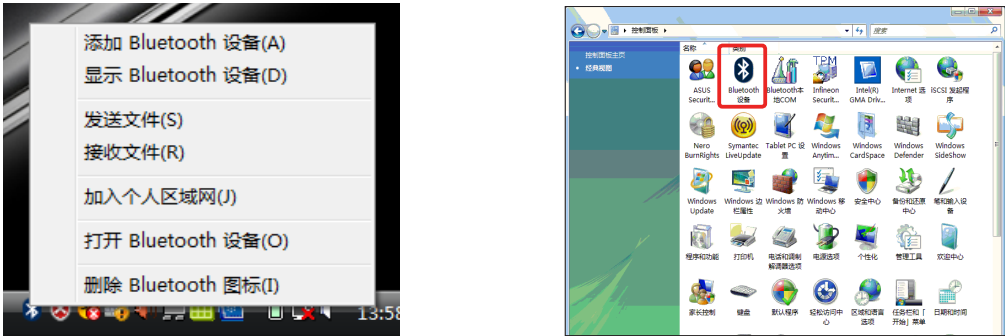 添加 Bluetooth 设备(A)
显示 Bluetooth 设备(D)
发送文件(S)
接收文件(R)
加入个人区域网(J)
打开 Bluetooth 设备(O)
删除 Bluetooth 图标(I)
13:58
控制面板
搜索
控制面板主页
经典视图
名称
类别
ASUS
Securit...
Bluetooth
设备
Bluetooth本
地COM
Infineon
Securit...
Intel(R)
GMA Driv...
Internet 选
项
iSCSI 发起程
序
Nero
BurnRights
Symantec
LiveUpdate
Tablet PC 设
置
Windows
Anytim...
Windows
CardSpace
Windows
Defender
Windows
SideShow
Windows
Update
Windows 边
栏属性
Windows 防
火墙
Windows 移
动中心
安全中心
备份和还原
中心
笔和输入设
备
程序和功能
打印机
电话和调制
解调器选项
电源选项
个性化
管理工具
欢迎中心
家长控制
键盘
默认程序
轻松访问中
心
区域和语言
选项
任务栏和「
开始」菜单
日期和时间